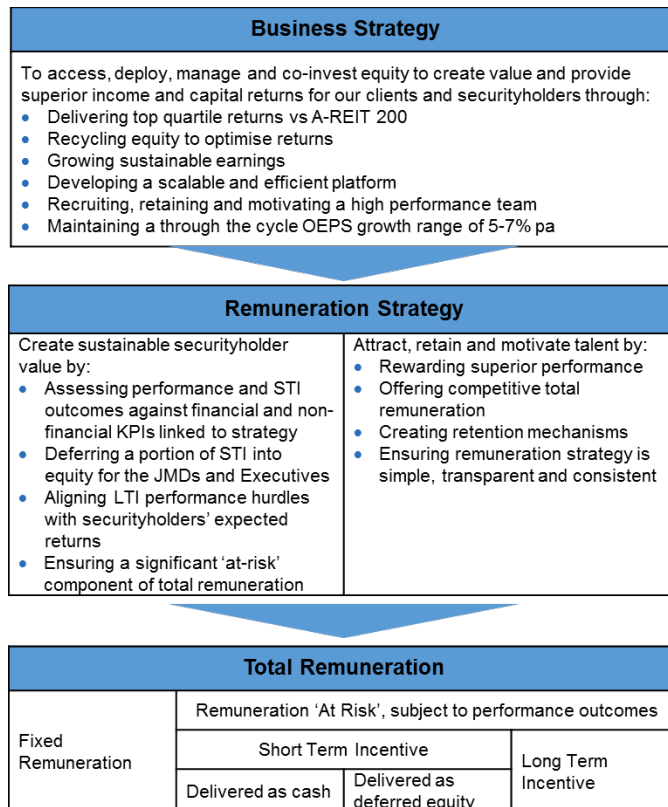 Business Strategy
To access, deploy, manage and co-invest equity to create value and provide
superior income and capital returns for our clients and securityholders through:
• Delivering top quartile returns vs A-REIT 200
• Recycling equity to optimise returns
• Growing sustainable earnings
• Developing a scalable and efficient platform
• Recruiting, retaining and motivating a high performance team
• Maintaining a through the cycle OEPS growth range of 5-7% pa
Remuneration Strategy
Create sustainable securityholder
value by:
• Assessing performance and STI
outcomes against financial and non-
financial KPIs linked to strategy
• Deferring a portion of STI into
equity for the JMDs and Executives
• Aligning LTI performance hurdles
with securityholders’ expected
returns
• Ensuring a significant ‘at-risk’
component of total remuneration
Attract, retain and motivate talent by:
• Rewarding superior performance
• Offering competitive total
remuneration
• Creating retention mechanisms
• Ensuring remuneration strategy is
simple, transparent and consistent
Total Remuneration
Fixed
Remuneration
Remuneration ‘At Risk’, subject to performance outcomes
Short Term Incentive
Delivered as cash
Delivered as
deferred equity
Long Term
Incentive